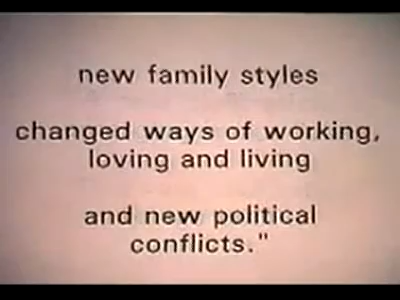 new family styles
changed ways of working,
loving and living
and new political
conflicts."